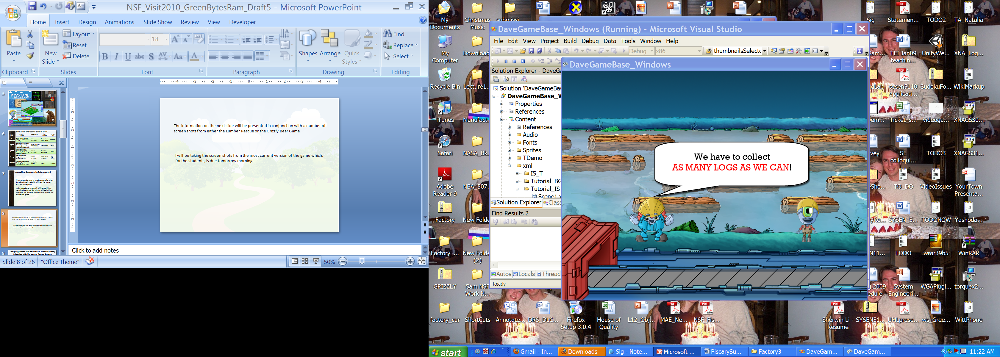 NSF_Visit2010_GreenBytesRam_Draft5 - Microsoft PowerPoint
Home Insert Design Animations Slide Show Review View Developer
Paste
New Slide
Layout
Reset
Delete
18
Shapes Arrange Quick Styles
Find
Replace
Select
Clipboard Slides Font Paragraph Drawing Editing
5
PISCARY
6
Edutainment Game Summaries
7
Innovative Approach to Edutainment
8
9
Designing Games with Educational Material directly
integrated with the game's Reward System.
The information on the next slide will be presented in conjunction with a number of
screen shots from either the Lumber Rescue or the Grizzly Bear Game
I will be taking the screen shots from the most current version of the game which,
for the students, is due tomorrow morning.
Click to add notes
Slide 8 of 26 "Office Theme" 50%
My Documents
Christmas Music
submissi...
My Computer
Download
Recycle Bin
Lecture1...
iTunes
Manufact...
Safari
NASA_Bk...
Adobe Reader 9
NBA_507...
Factory
New Folde
Factory_...
New Folde (2)
GRIZZLY
Sam NSF Work N...
factory_cur
ShortCuts
Annotate...
DRS_DLC...
Firefox Setup 3.0.4
House of Quality
L12_Obj...
MAE_Ne...
NSF_Fis...
DaveGameBase_Windows (Running) - Microsoft Visual Studio
File Edit View Project Build Debug Data Tools Window Help
Debug x86 thumbnailsSelect
Solution Explorer - DaveGa
Solution 'DaveGameBas
DaveGameBase_W
Properties
References
Content
References
Audio
Fonts
Sprites
TDemo
xml
IS_T
Tutorial_BG
Tutorial_IS
Scene1.x
Solution Explorer Class
Find Results 2
Autos Locals Thread
Ready
DaveGameBase_Windows
We have to collect
AS MANY LOGS AS WE CAN!
Sig
Statemen...
TODO2
TA_Natalia
TEI Jan09 teachin...
UnityWe...
XNA_Log...
sysen5110 applicati...
SudokuFo...
WikiMarkup
Ticket_s...
videoga...
XNAGS30...
SE colloqui...
TODO3
XNAGS31...
TO_DO
VideoIssues
YourTown Presenta...
SYSEN_5...
TODONOW
Yashoda...
TODO
wrar39b5
WinRAR
System Engineeri...
WGAPlugi...
torquex2...
Sherwin Li - Resume
SYSEN51...
UMLprese...
ws_Gree...
WittPhone
start
Gmail - In...
Downloads
Sig - Note...
Microsoft ...
PiscarySu...
Factory3
DaveGam...
DaveGam...
11:22 AM